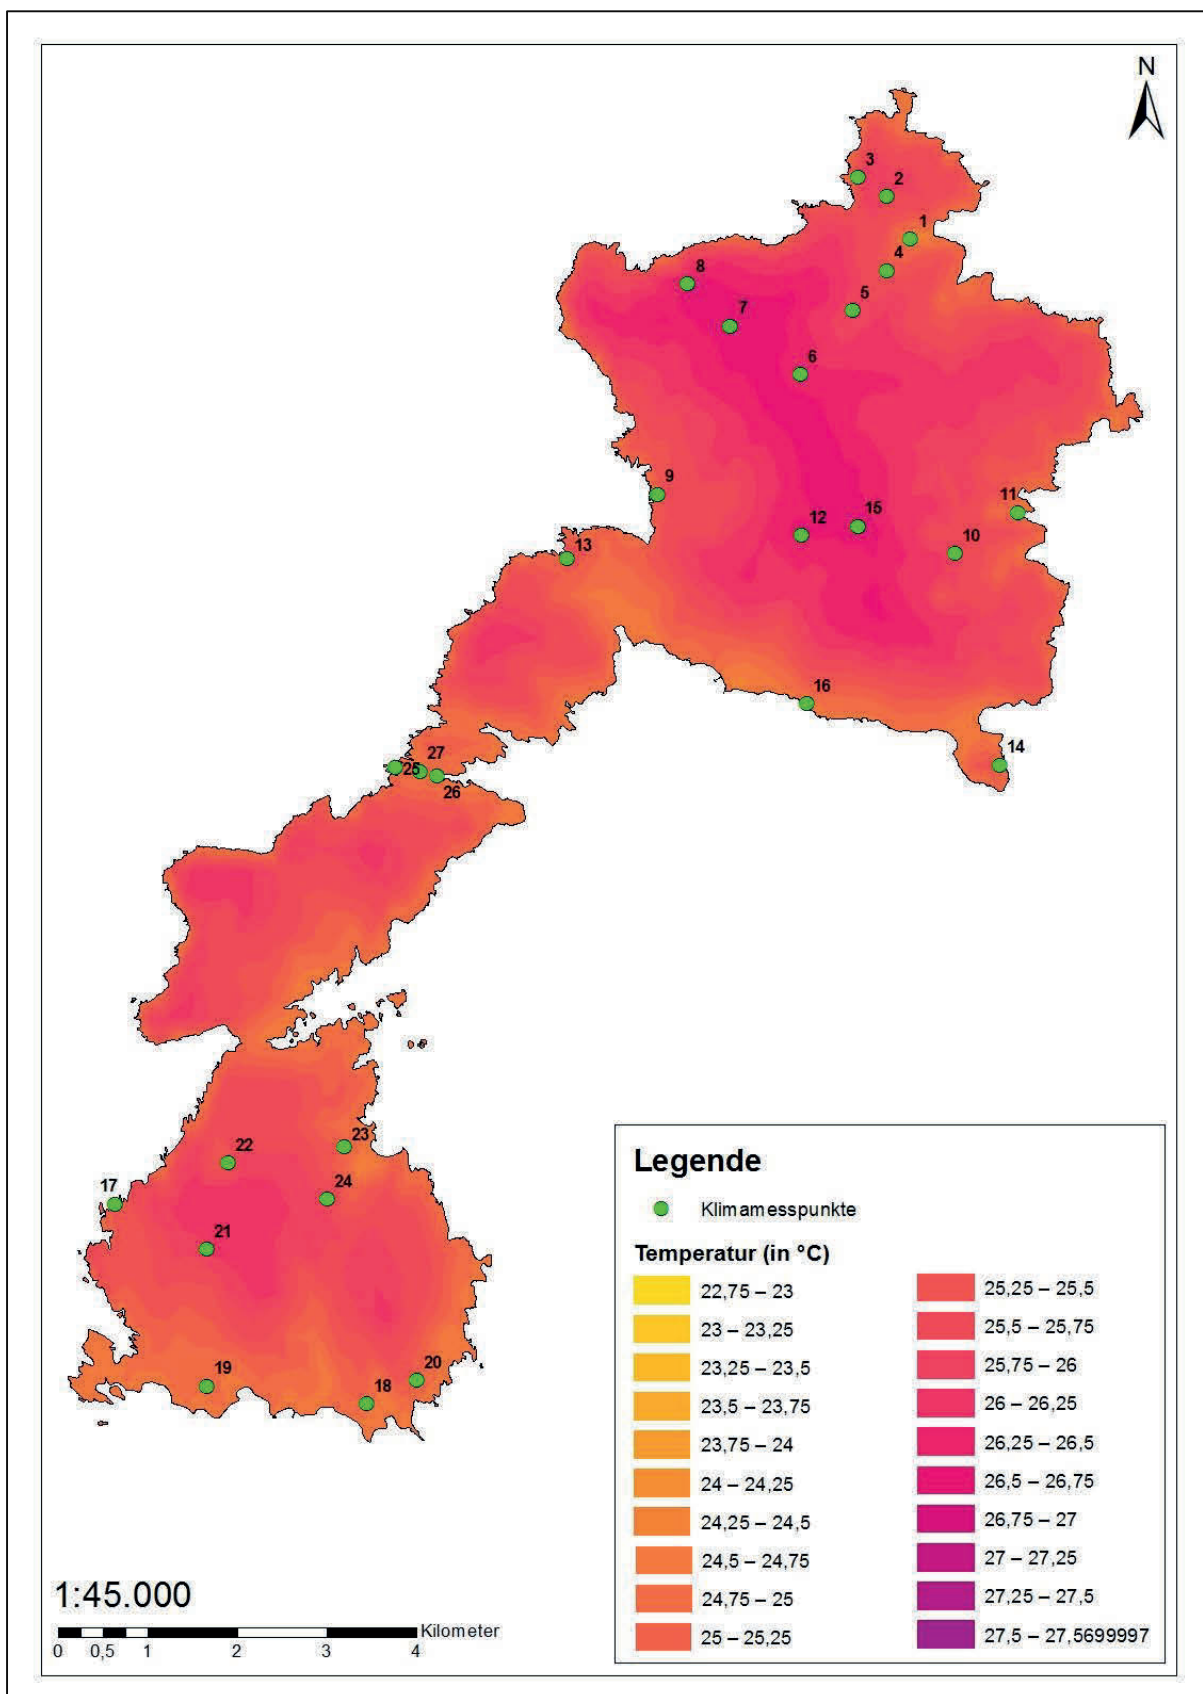 N
3
2
1
4
8
5
7
6
9
11
15
12
10
13
16
14
27
25
26
23
22
24
17
21
20
19
18
Legende
Klimamesspunkte
Temperatur (in °C)
22,75 – 23
23 – 23,25
23,25 – 23,5
23,5 – 23,75
23,75 – 24
24 – 24,25
24,25 – 24,5
24,5 – 24,75
24,75 – 25
25 – 25,25
25,25 – 25,5
25,5 – 25,75
25,75 – 26
26 – 26,25
26,25 – 26,5
26,5 – 26,75
26,75 – 27
27 – 27,25
27,25 – 27,5
27,5 – 27,5699997
1:45.000
Kilometer
0 0,5 1 2 3 4